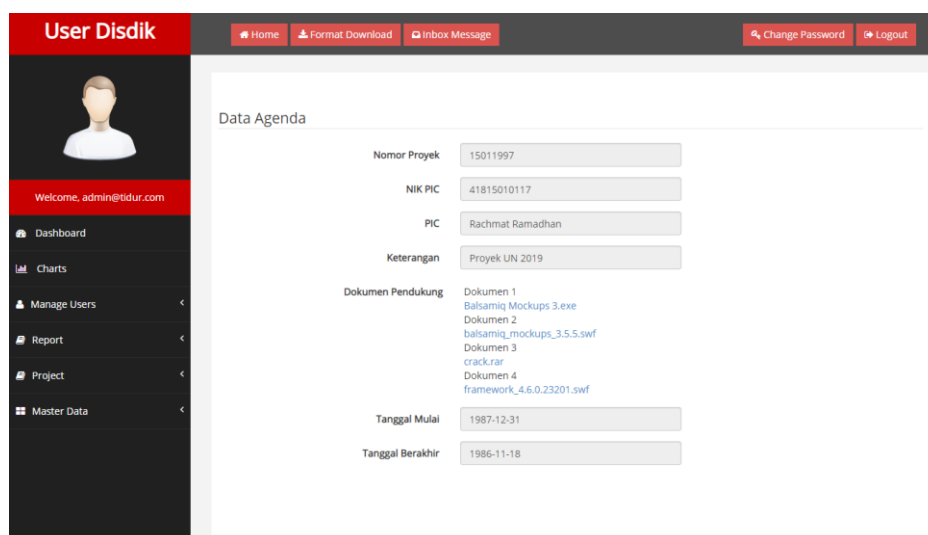 User Disdik
Home
Format Download
Inbox Message
Change Password
Logout
Welcome, admin@tidur.com
Dashboard
Charts
Manage Users
Report
Project
Master Data
Data Agenda
Nomor Proyek 15011997
NIK PIC 41815010117
PIC Rachmat Ramadhan
Keterangan Proyek UN 2019
Dokumen Pendukung Dokumen 1
Balsamiq Mockups 3.exe
Dokumen 2
balsamiq_mockups_3.5.5.swf
Dokumen 3
crack.rar
Dokumen 4
framework_4.6.0.23201.swf
Tanggal Mulai 1987-12-31
Tanggal Berakhir 1986-11-18